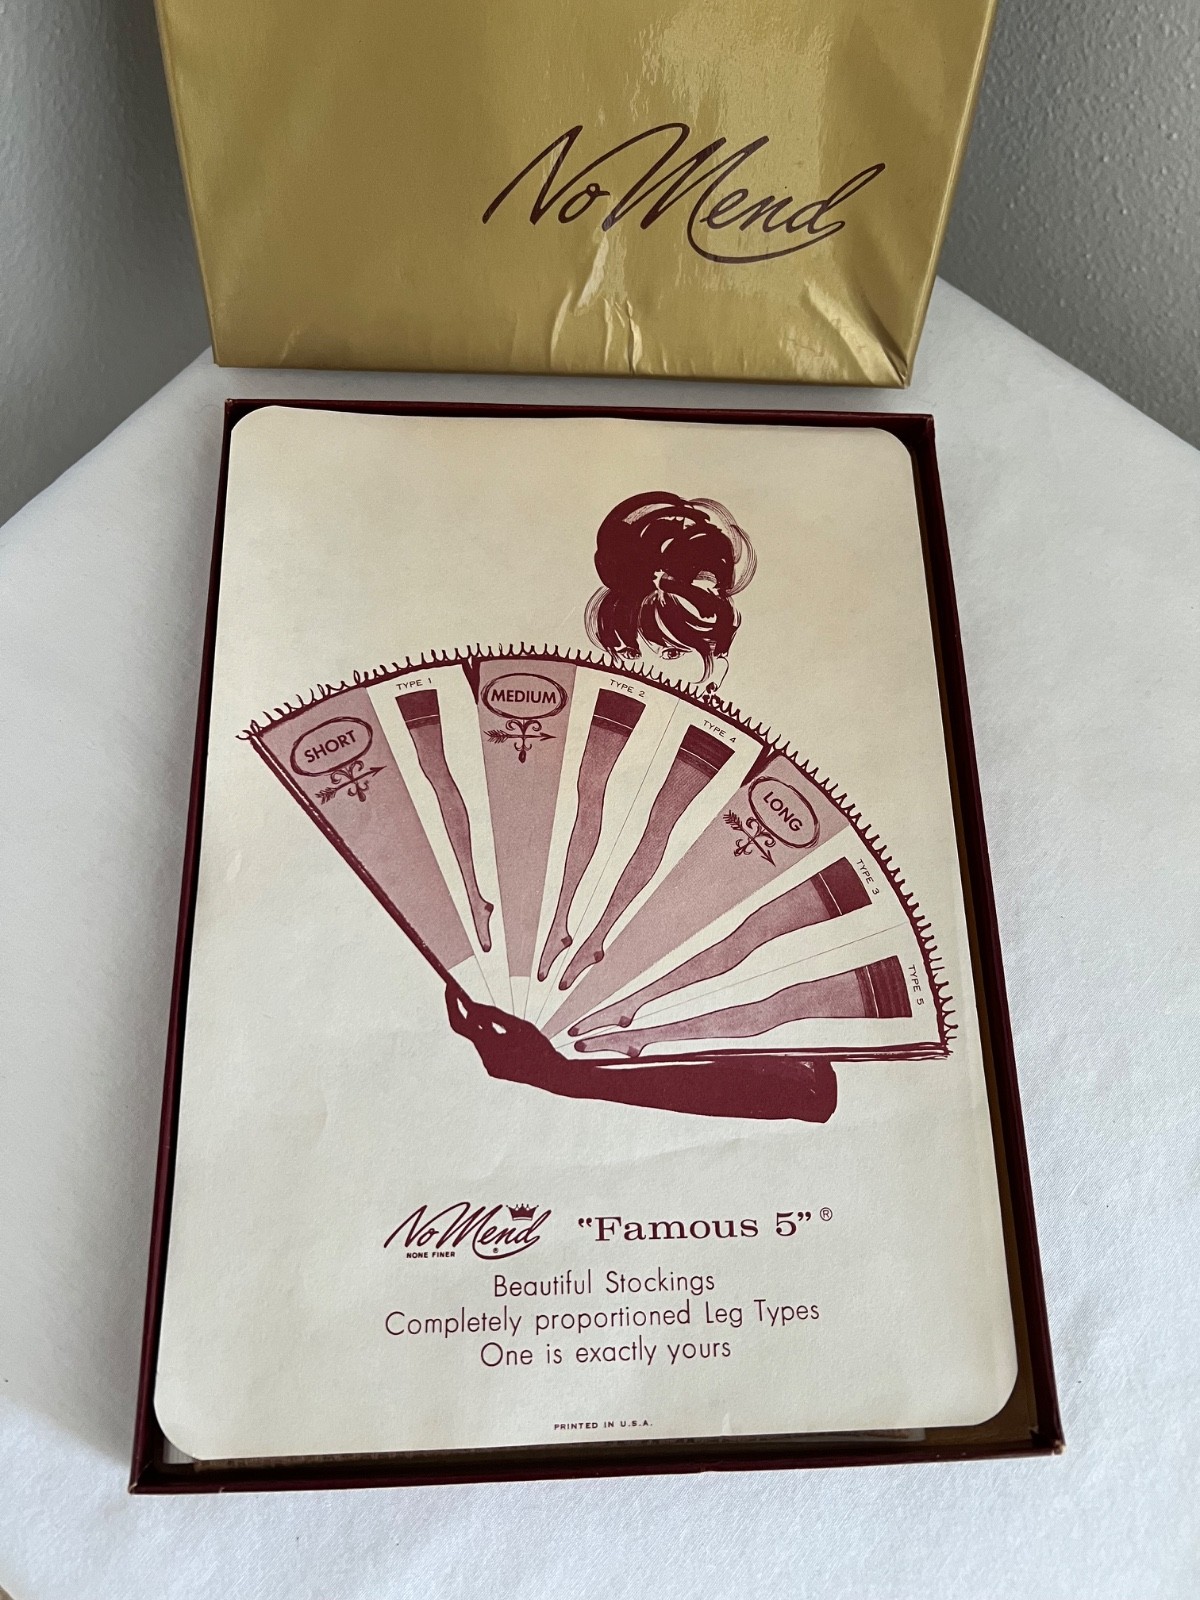 No Mend
SHORT
TYPE 1
MEDIUM
TYPE 2
TYPE 4
LONG
TYPE 3
TYPE 5
No Mend ®
NONE FINER
"Famous 5" ®
Beautiful Stockings
Completely proportioned Leg Types
One is exactly yours
PRINTED IN U.S.A.